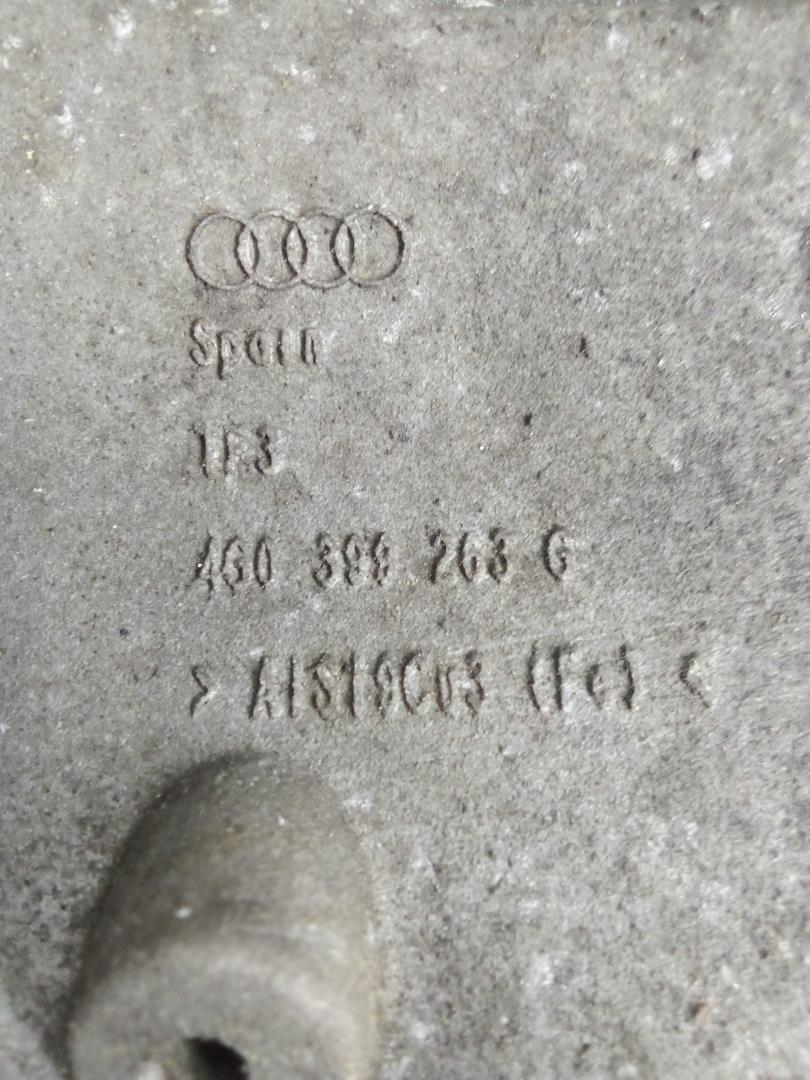 Spain
1F3
4G0 399 263 G
> AlSi9Cu3 (Fe) <